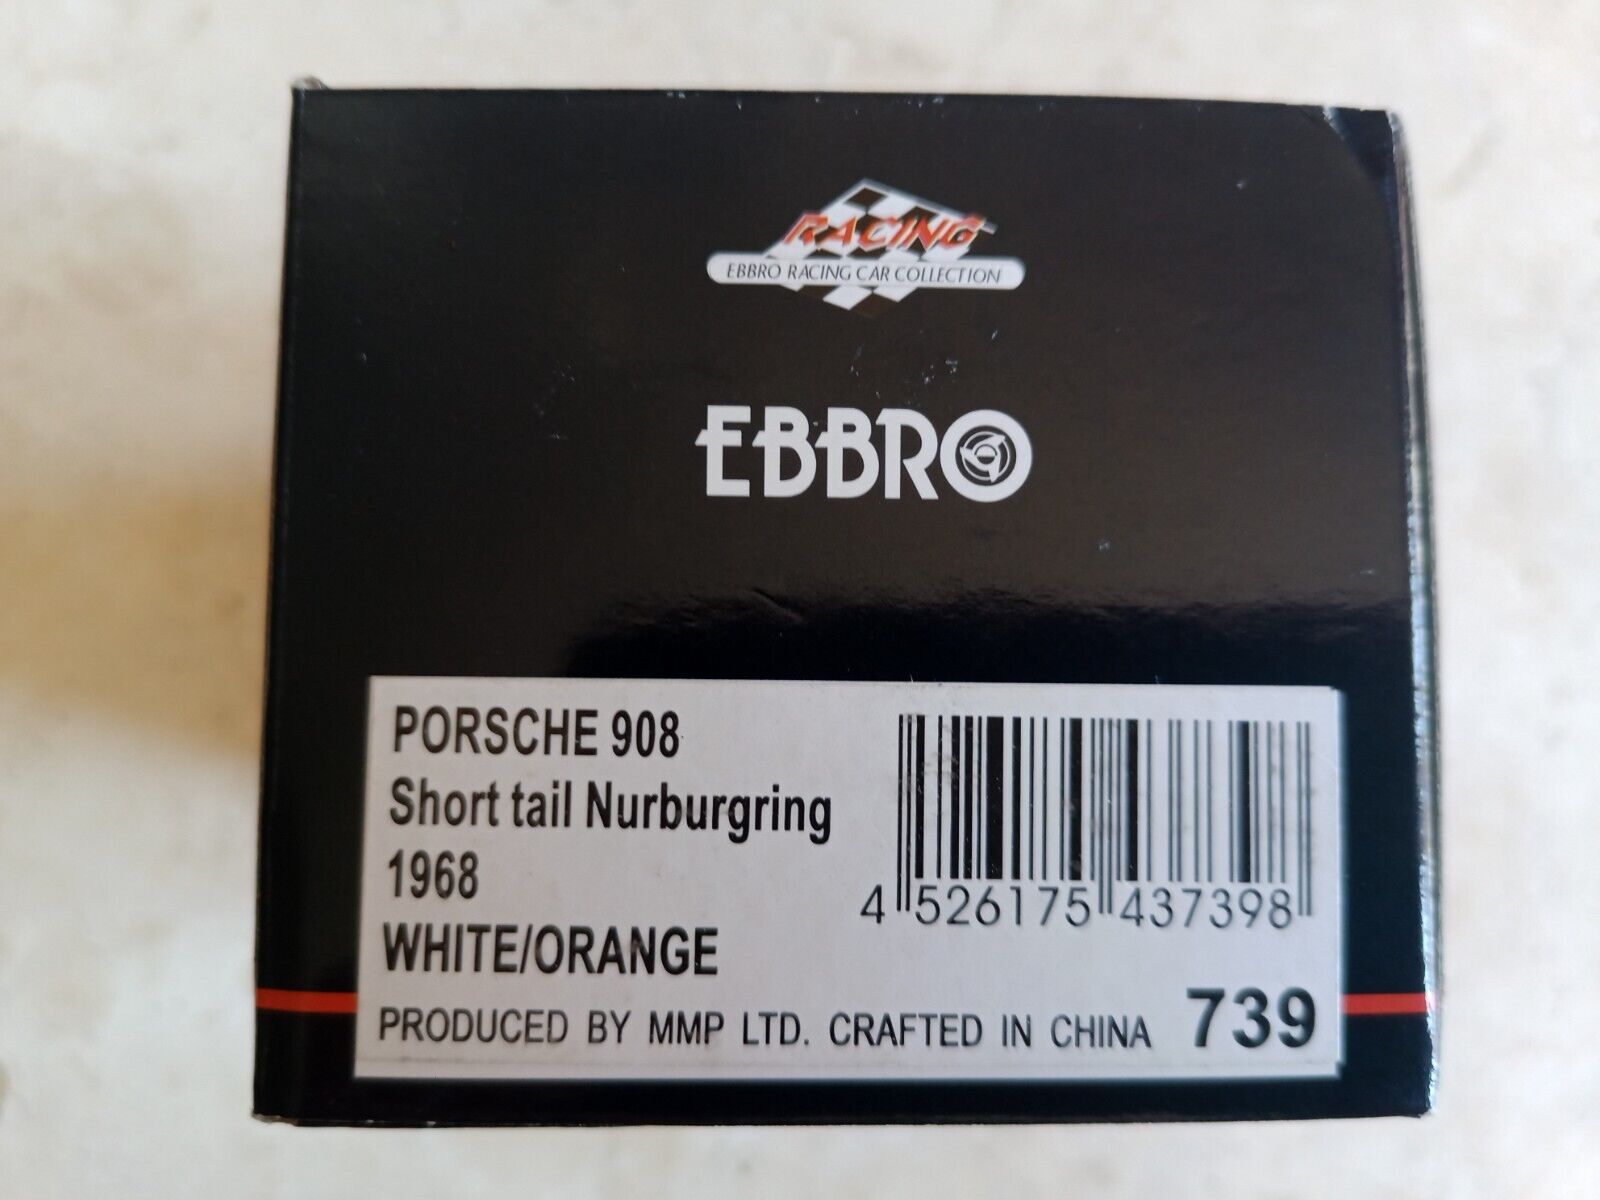 RACING
EBBRO RACING CAR COLLECTION
EBBRO
PORSCHE 908
Short tail Nurburgring
1968
WHITE/ORANGE
4 526175 437398
PRODUCED BY MMP LTD. CRAFTED IN CHINA 739